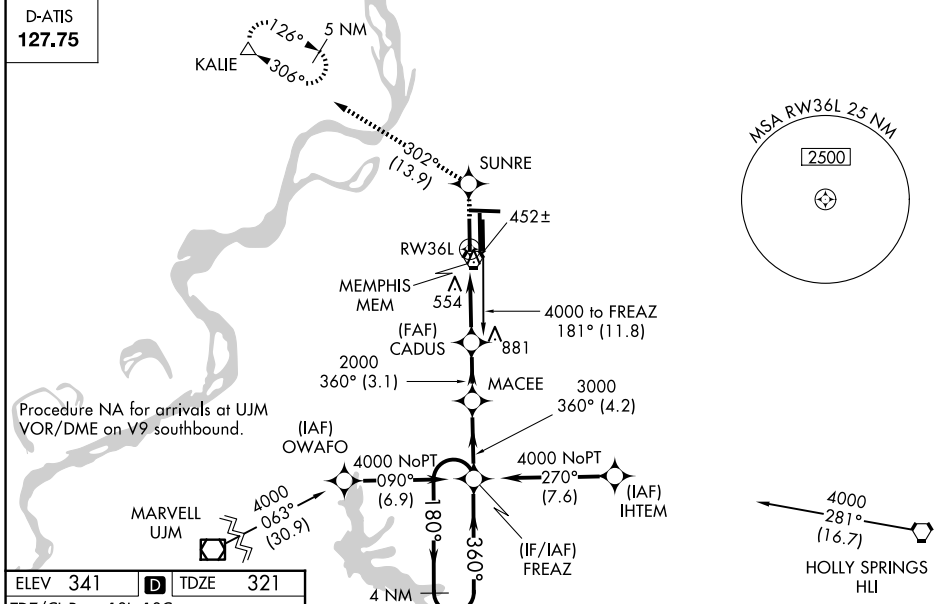 D-ATIS
127.75
126°
5 NM
KALIE
306°
MSA RW36L 25 NM
2500
302°
(13.9)
SUNRE
452±
RW36L
MEMPHIS
MEM
554
4000 to FREAZ
181° (11.8)
(FAF)
CADUS
881
2000
360° (3.1)
MACEE
3000
360° (4.2)
Procedure NA for arrivals at UJM
VOR/DME on V9 southbound.
(IAF)
OWAFO
4000 NoPT
090°
(6.9)
4000 NoPT
270°
(7.6)
(IAF)
IHTEM
4000
063°
(30.9)
MARVELL
UJM
180°
360°
(IF/IAF)
FREAZ
4000
281°
(16.7)
HOLLY SPRINGS
HLI
4 NM
ELEV 341
D
TDZE 321